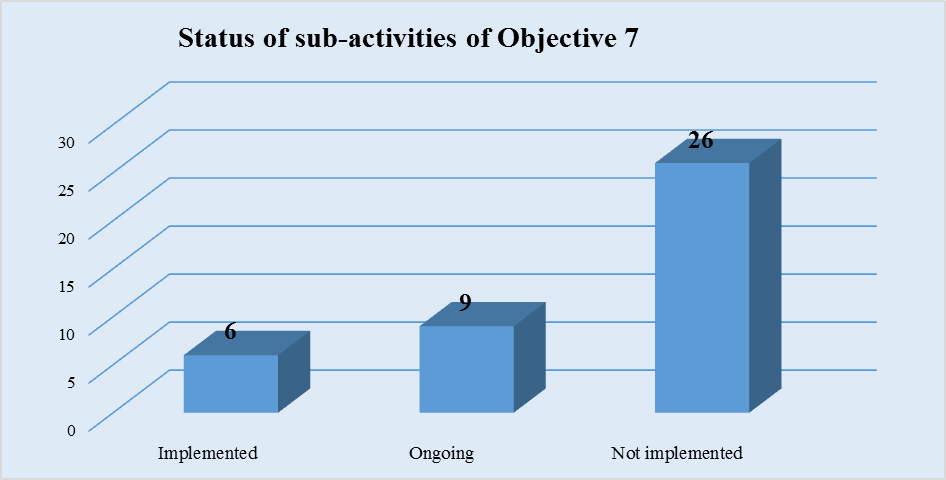 Status of sub-activities of Objective 7
30
25
20
15
10
5
0
6
9
26
Implemented
Ongoing
Not implemented